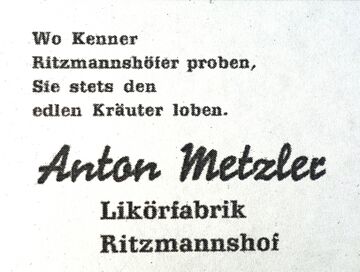 Wo Kenner
Ritzmannshöfer proben,
Sie stets den
edlen Kräuter loben.
Anton Metzler
Likörfabrik
Ritzmannshof